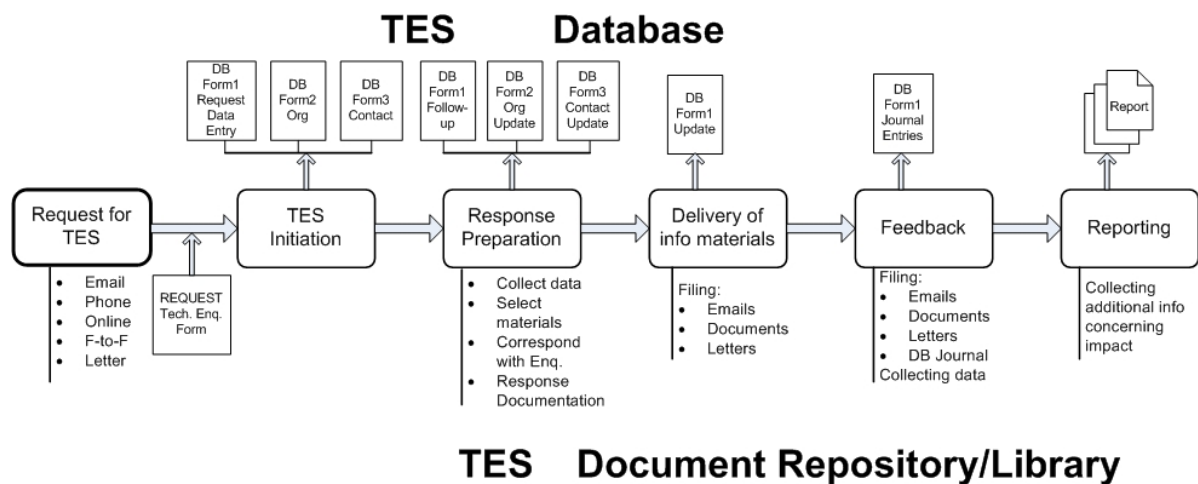 TES Database
DB
Form1
Request
Data
Entry
DB
Form2
Org
DB
Form3
Contact
DB
Form1
Follow-
up
DB
Form2
Org
Update
DB
Form3
Contact
Update
DB
Form1
Update
DB
Form1
Journal
Entries
Report
Request for
TES
TES
Initiation
Response
Preparation
Delivery of
info materials
Feedback
Reporting
• Email
• Phone
• Online
• F-to-F
• Letter
REQUEST
Tech. Enq.
Form
• Collect data
• Select
materials
• Correspond
with Enq.
• Response
Documentation
Filing:
• Emails
• Documents
• Letters
Filing:
• Emails
• Documents
• Letters
• DB Journal
Collecting data
Collecting
additional info
concerning
impact
TES Document Repository/Library